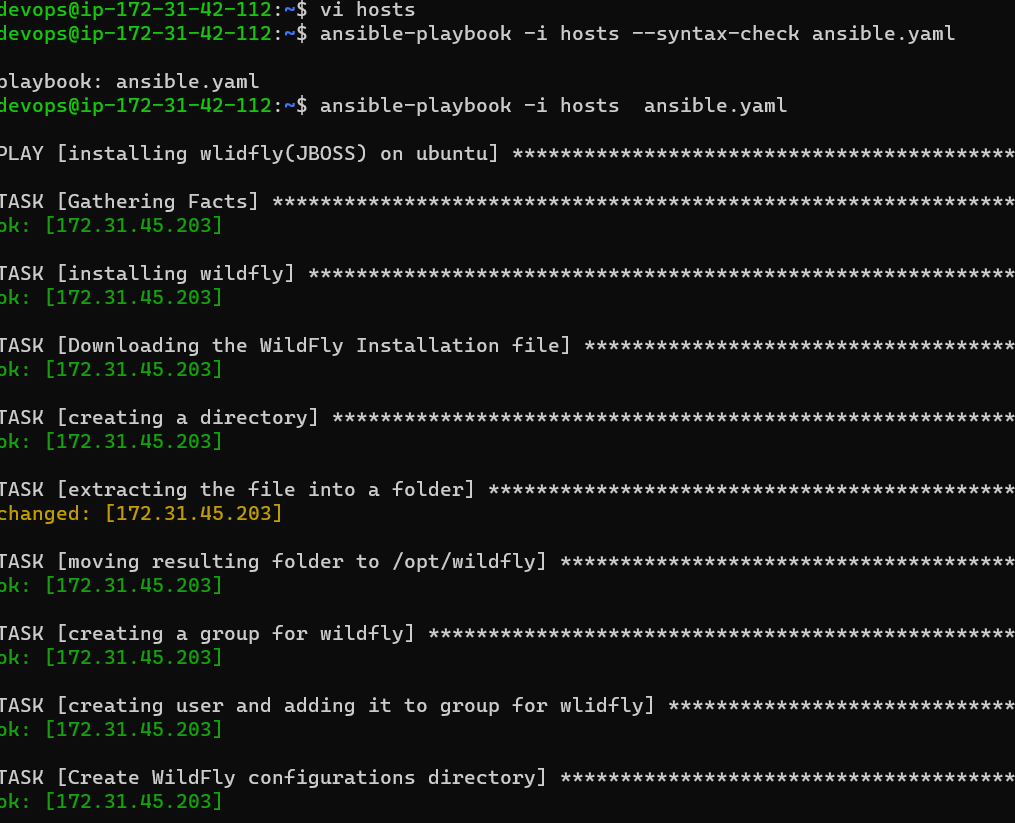 devops@ip-172-31-42-112:~$ vi hosts
devops@ip-172-31-42-112:~$ ansible-playbook -i hosts --syntax-check ansible.yaml
playbook: ansible.yaml
devops@ip-172-31-42-112:~$ ansible-playbook -i hosts  ansible.yaml
PLAY [installing wlidfly(JBOSS) on ubuntu] ******************************************
TASK [Gathering Facts] **************************************************************
ok: [172.31.45.203]
TASK [installing wildfly] ***********************************************************
ok: [172.31.45.203]
TASK [Downloading the WildFly Installation file] ************************************
ok: [172.31.45.203]
TASK [creating a directory] *********************************************************
ok: [172.31.45.203]
TASK [extracting the file into a folder] ********************************************
changed: [172.31.45.203]
TASK [moving resulting folder to /opt/wildfly] **************************************
ok: [172.31.45.203]
TASK [creating a group for wildfly] *************************************************
ok: [172.31.45.203]
TASK [creating user and adding it to group for wlidfly] *****************************
ok: [172.31.45.203]
TASK [Create WildFly configurations directory] **************************************
ok: [172.31.45.203]